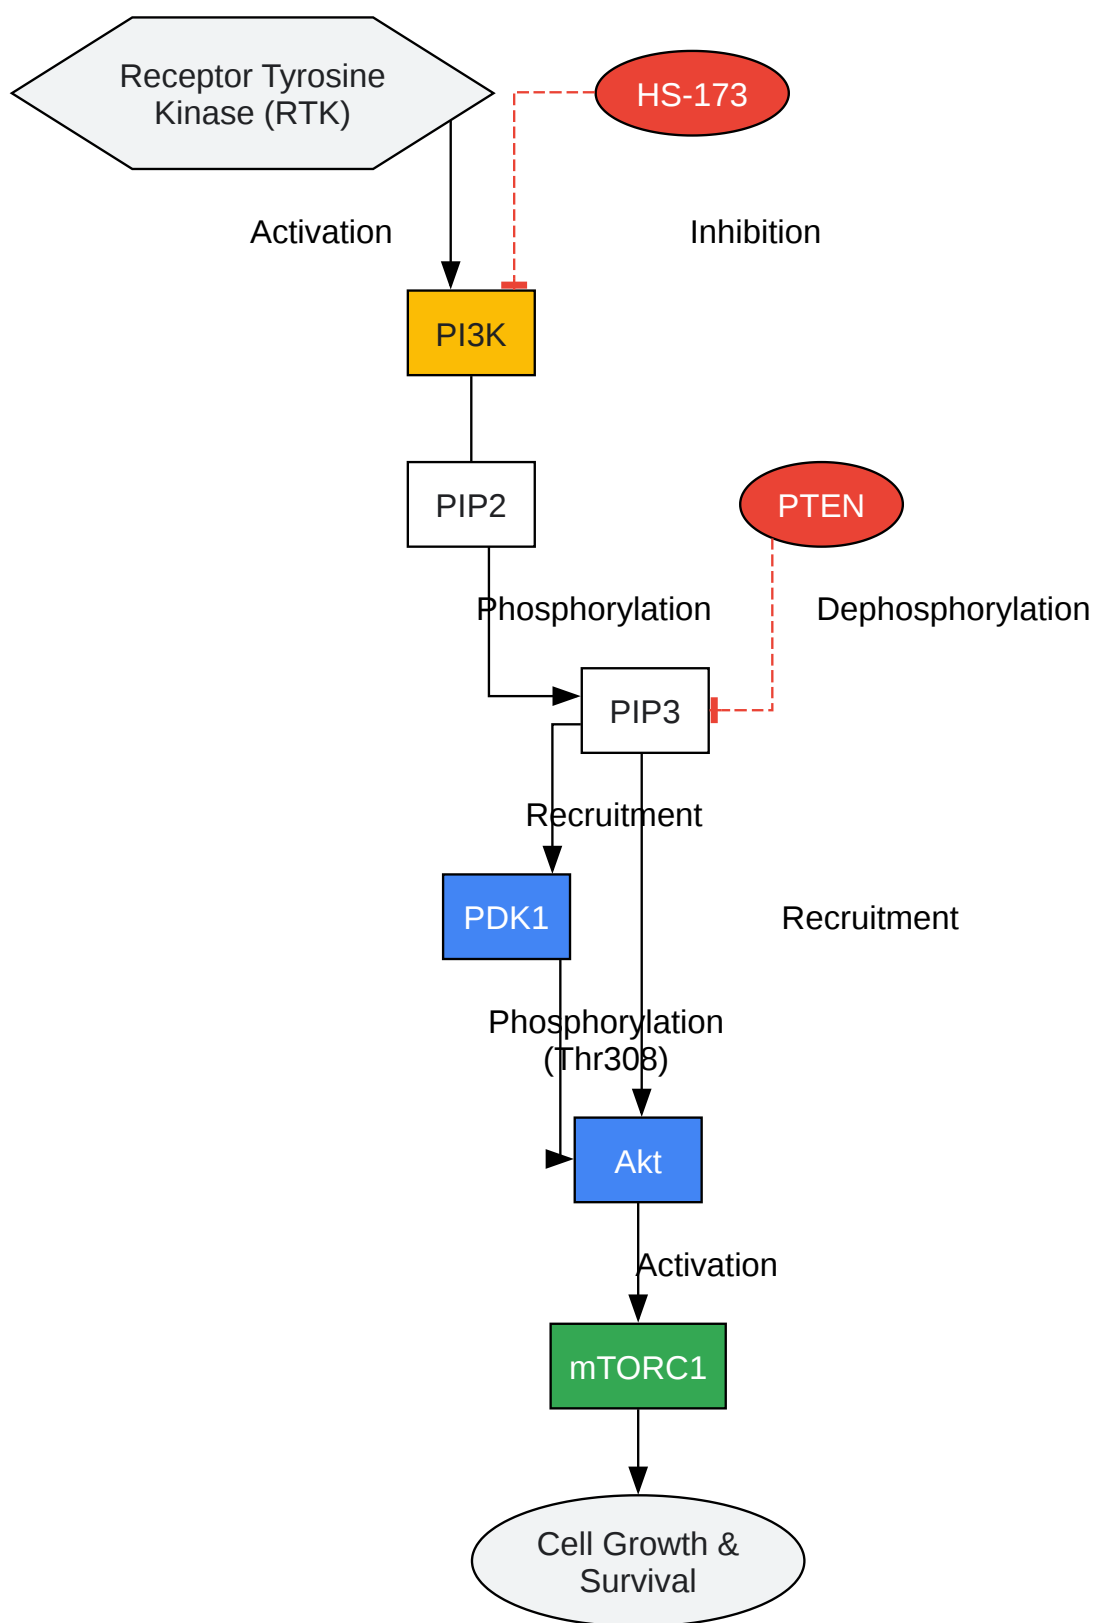 Receptor Tyrosine
Kinase (RTK)
HS-173
Activation
Inhibition
PI3K
PIP2
PTEN
Phosphorylation
Dephosphorylation
PIP3
Recruitment
PDK1
Recruitment
Phosphorylation
(Thr308)
Akt
Activation
mTORC1
Cell Growth &
Survival